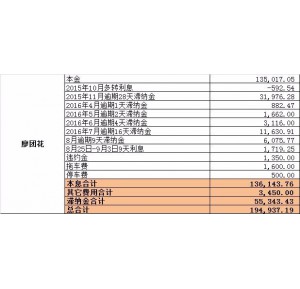 廖团花
本金 135,017.05
2015年10月多转利息 -592.54
2015年11月逾期28天滞纳金 31,976.28
2016年4月逾期1天滞纳金 882.47
2016年5月逾期2天滞纳金 1,662.00
2016年6月逾期4天滞纳金 3,116.00
2016年7月逾期16天滞纳金 11,630.91
8月逾期9天滞纳金 6,075.77
8月25日-9月3日9天利息 1,719.25
违约金 1,350.00
拖车费 1,600.00
停车费 500.00
本息合计 136,143.76
其它费用合计 3,450.00
滞纳金合计 55,343.43
总合计 194,937.19